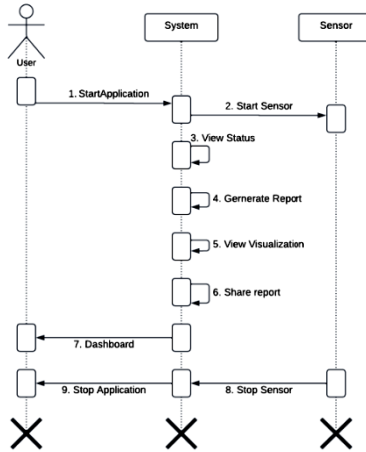 System
Sensor
User
1. StartApplication
2. Start Sensor
3. View Status
4. Gernerate Report
5. View Visualization
6. Share report
7. Dashboard
9. Stop Application
8. Stop Sensor